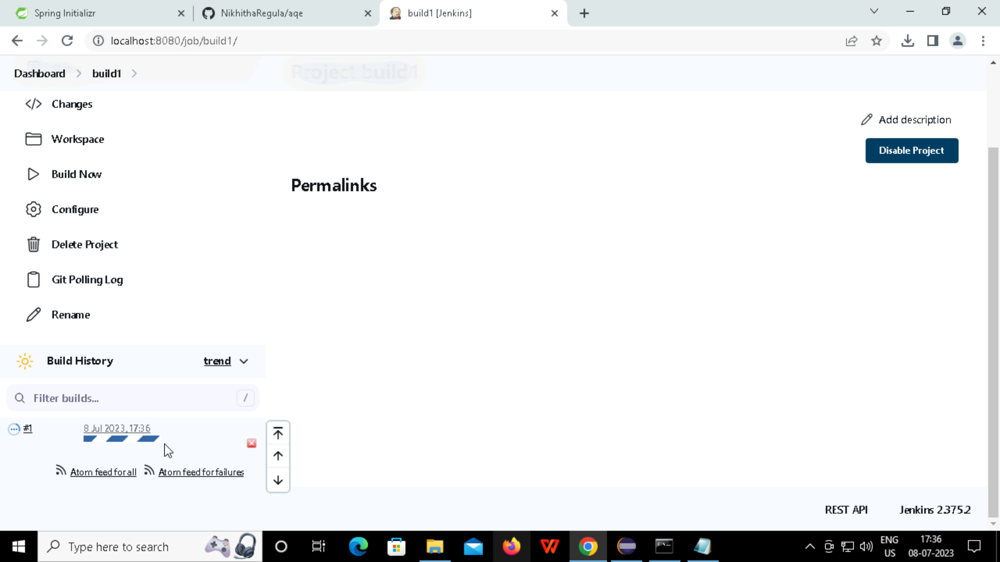 Spring Initializr
NikhithaRegula/aqe
build1 [Jenkins]
localhost:8080/job/build1/
Dashboard
build1
Project build1
Changes
Workspace
Build Now
Configure
Delete Project
Git Polling Log
Rename
Add description
Disable Project
Permalinks
Build History
trend
Filter builds...
/
#1
8 Jul 2023, 17:36
Atom feed for all
Atom feed for failures
REST API
Jenkins 2.375.2
Type here to search
ENG
US
17:36
08-07-2023